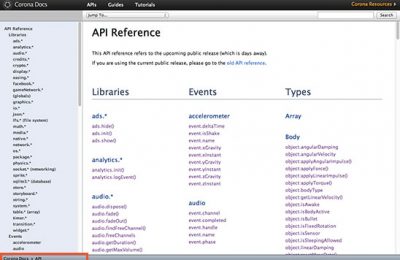 Corona Docs
APIs
Guides
Tutorials
Corona Resources
Jump To...
API Reference
Libraries
ads.*
analytics.*
audio.*
credits.*
crypto.*
display.*
easing.*
facebook.*
gameNetwork.*
(globals)
graphics.*
io.*
json.*
lfs.* (file system)
math.*
media.*
native.*
network.*
os.*
package.*
physics.*
socket.* (networking)
sprite.*
sqlite3.* (database)
store.*
storyboard.*
string.*
system.*
table.* (array)
timer.*
transition.*
widget.*
Events
accelerometer
audio
Corona Docs
API
API Reference
This API reference refers to the upcoming public release (which is days away).
If you are using the current public release, please go to the old API reference.
Libraries
ads.*
ads.hide()
ads.init()
ads.show()
analytics.*
analytics.init()
analytics.logEvent()
audio.*
audio.dispose()
audio.fade()
audio.fadeOut()
audio.findFreeChannel()
audio.freeChannels
audio.getDuration()
audio.getMaxVolume()
Events
accelerometer
event.deltaTime
event.isShake
event.name
event.xGravity
event.xInstant
event.yGravity
event.yInstant
event.zGravity
event.zInstant
audio
event.channel
event.completed
event.handle
event.name
event.phase
Types
Array
Body
object.angularDamping
object.angularVelocity
object.applyAngularImpulse()
object.applyForce()
object.applyLinearImpulse()
object.applyTorque()
object.bodyType
object.getLinearVelocity()
object.isAwake
object.isBodyActive
object.isBullet
object.isFixedRotation
object.isSensor
object.isSleepingAllowed
object.linearDamping